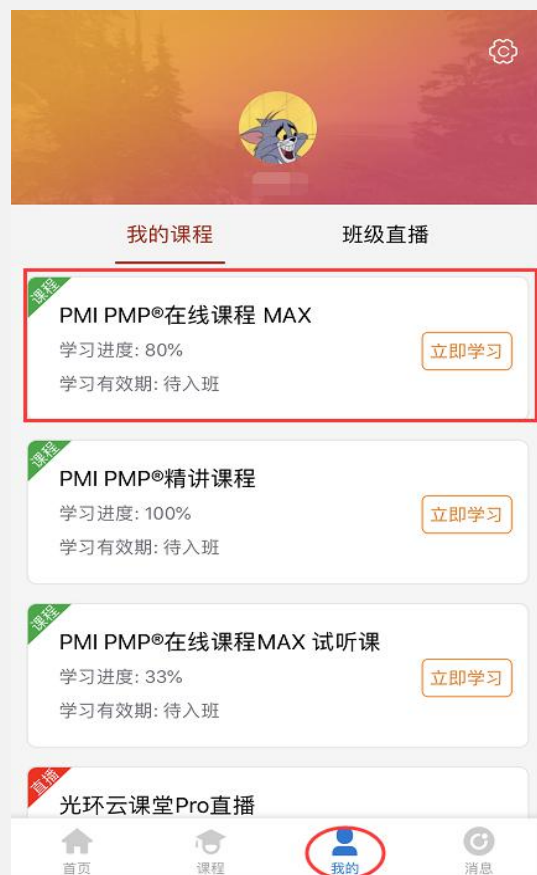 我的课程
班级直播
课程
PMI PMP®在线课程 MAX
学习进度: 80%
立即学习
学习有效期: 待入班
课程
PMI PMP®精讲课程
学习进度: 100%
立即学习
学习有效期: 待入班
课程
PMI PMP®在线课程MAX 试听课
学习进度: 33%
立即学习
学习有效期: 待入班
直播
光环云课堂Pro直播
首页
课程
我的
消息